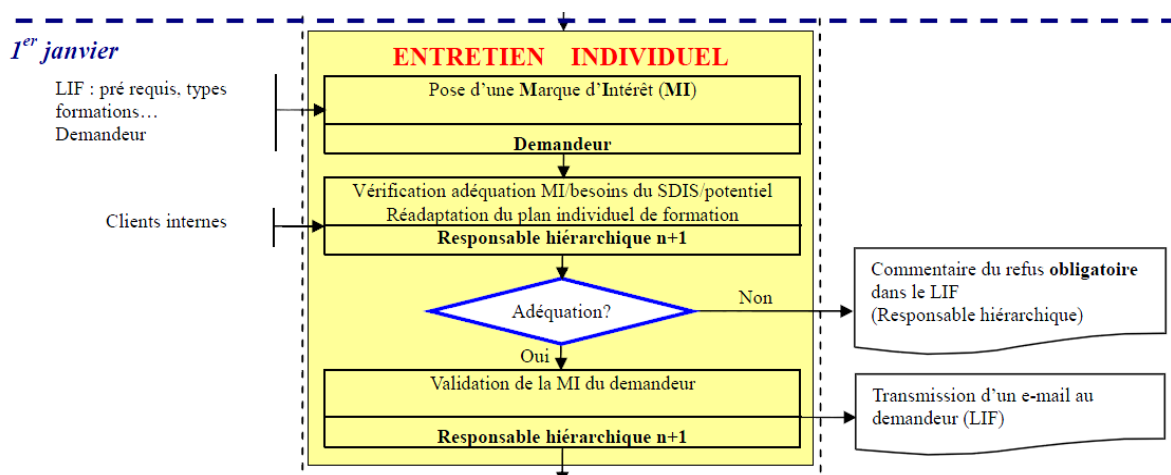 1er janvier
ENTRETIEN INDIVIDUEL
LIF : pré requis, types
formations…
Demandeur
Pose d’une Marque d’Intérêt (MI)
Demandeur
Vérification adéquation MI/besoins du SDIS/potentiel
Réadaptation du plan individuel de formation
Clients internes
Responsable hiérarchique n+1
Adéquation?
Non
Commentaire du refus obligatoire
dans le LIF
(Responsable hiérarchique)
Oui
Validation de la MI du demandeur
Responsable hiérarchique n+1
Transmission d’un e-mail au
demandeur (LIF)